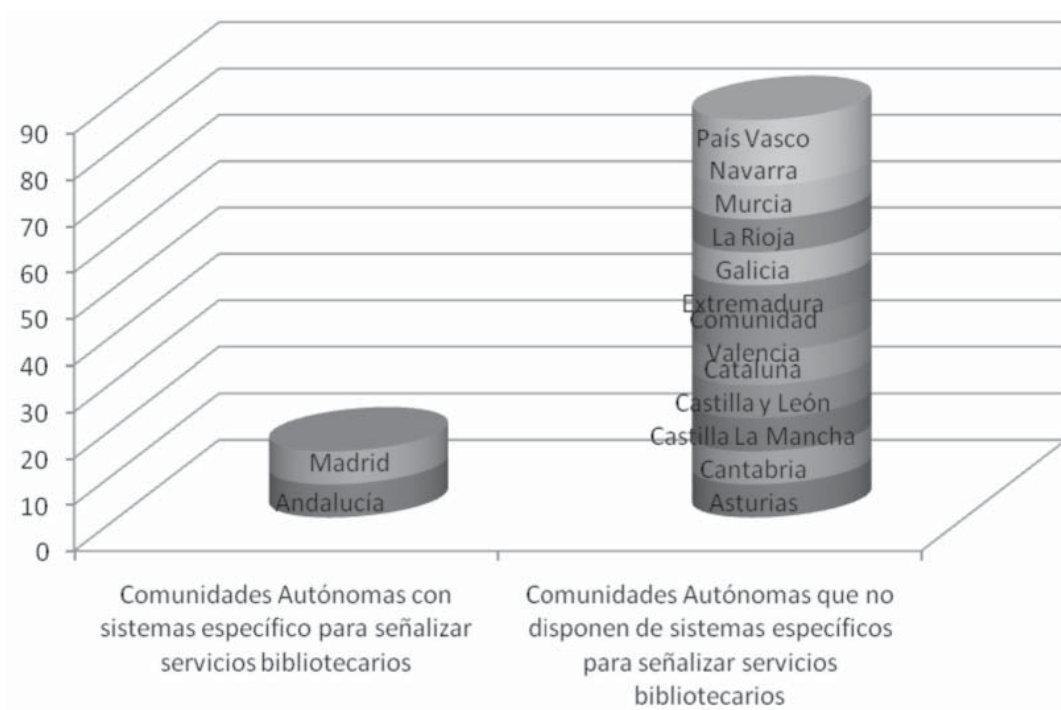 90
80
70
60
50
40
30
20
10
0
País Vasco
Navarra
Murcia
La Rioja
Galicia
Extremadura
Comunidad
Valencia
Cataluña
Castilla y León
Castilla La Mancha
Cantabria
Asturias
Madrid
Andalucía
Comunidades Autónomas con
sistemas específico para señalizar
servicios bibliotecarios
Comunidades Autónomas que no
disponen de sistemas específicos
para señalizar servicios
bibliotecarios